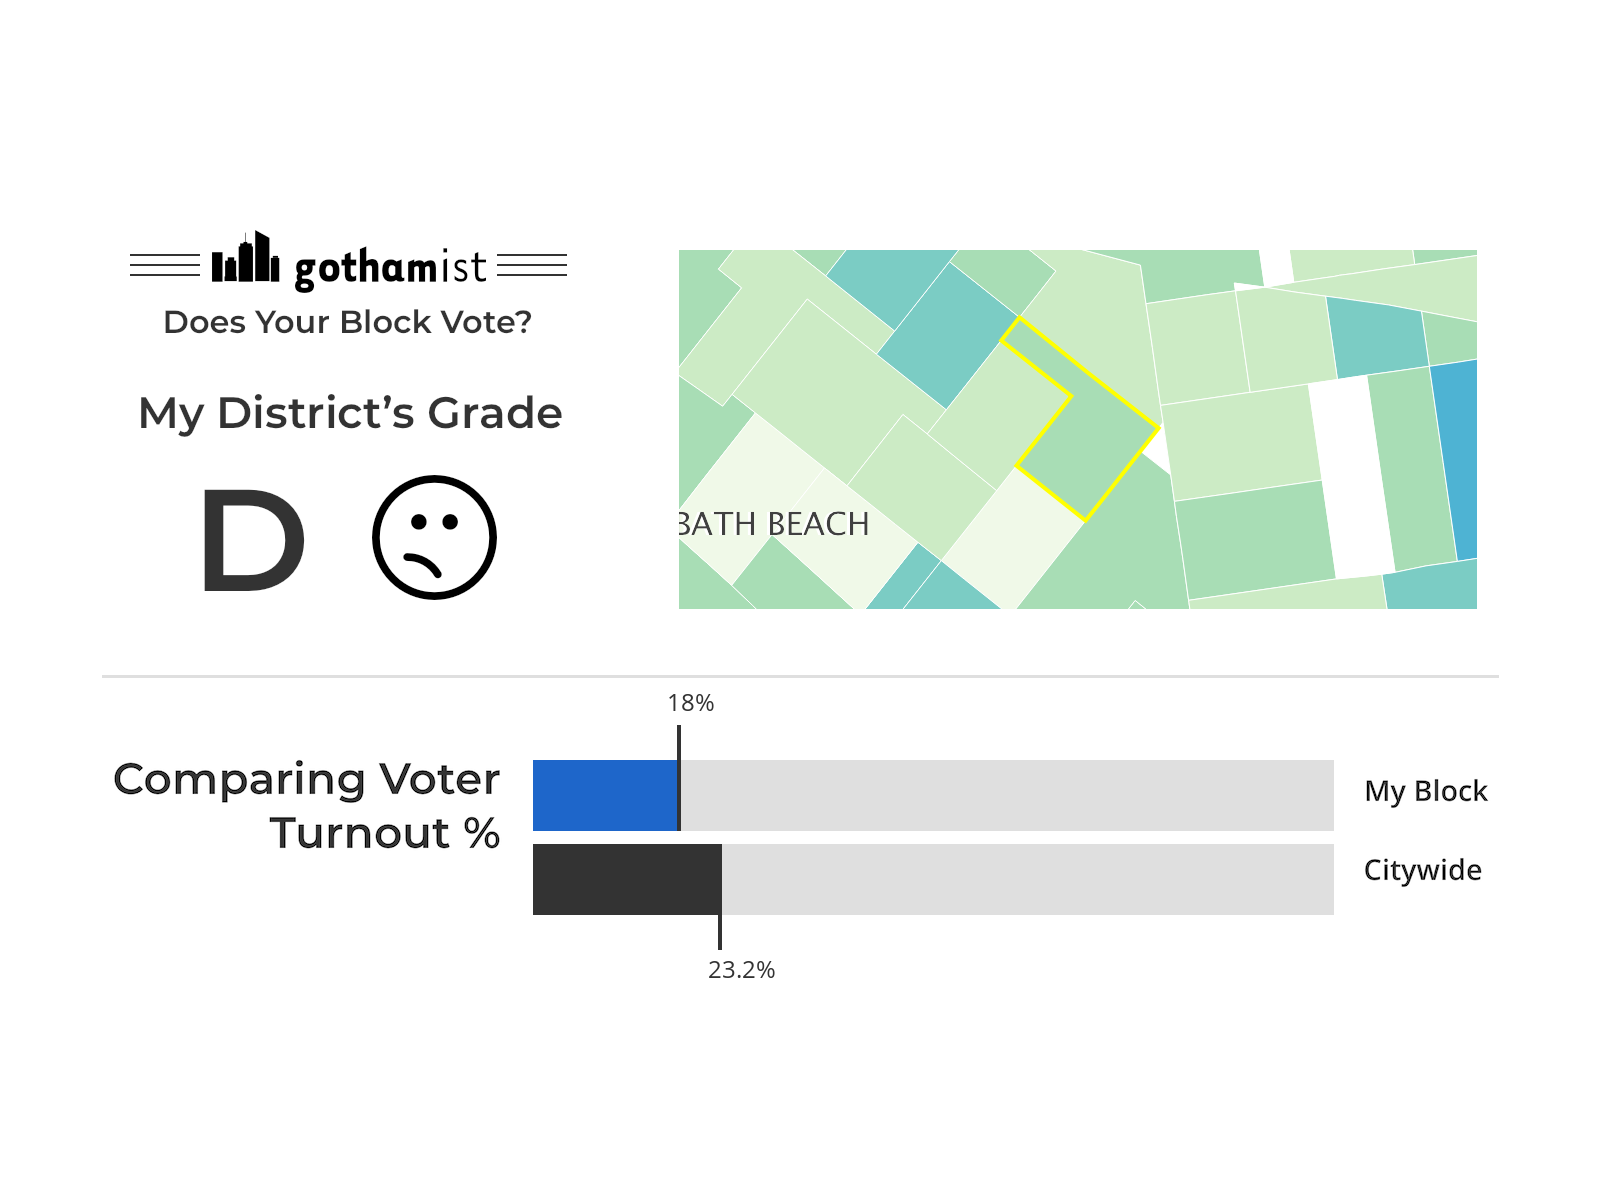 gothamist
Does Your Block Vote?
My District’s Grade
D
BATH BEACH
18%
Comparing Voter
Turnout %
My Block
Citywide
23.2%